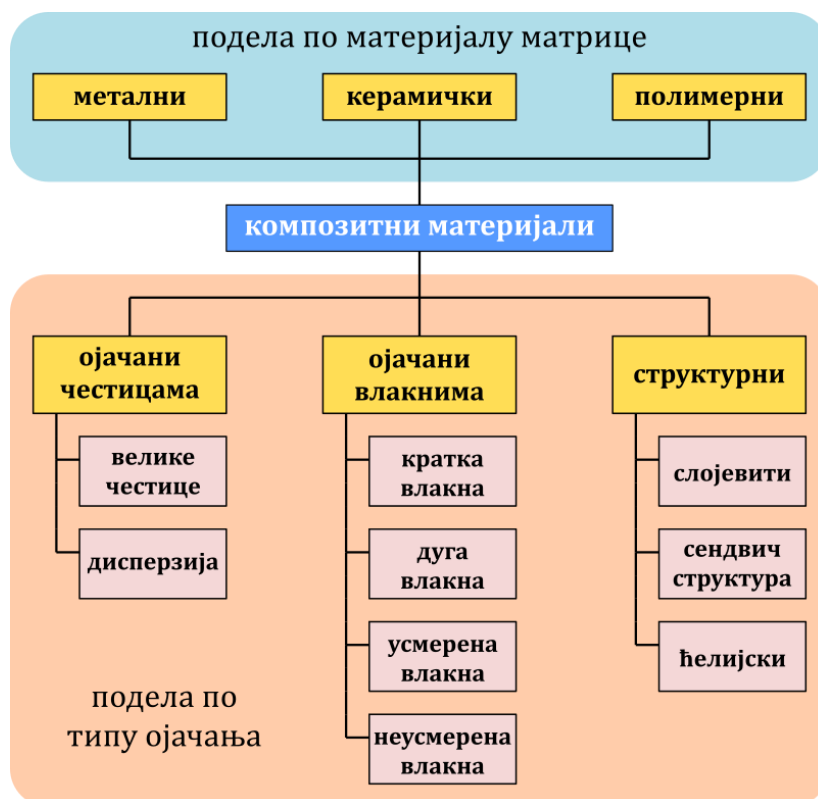 подела по материјалу матрице
метални
керамички
полимерни
композитни материјали
ојачани
честицама
ојачани
влакнима
структурни
велике
честице
дисперзија
кратка
влакна
дуга
влакна
усмерена
влакна
неусмерена
влакна
слојевити
сендвич
структура
ћелијски
подела по
типу ојачања